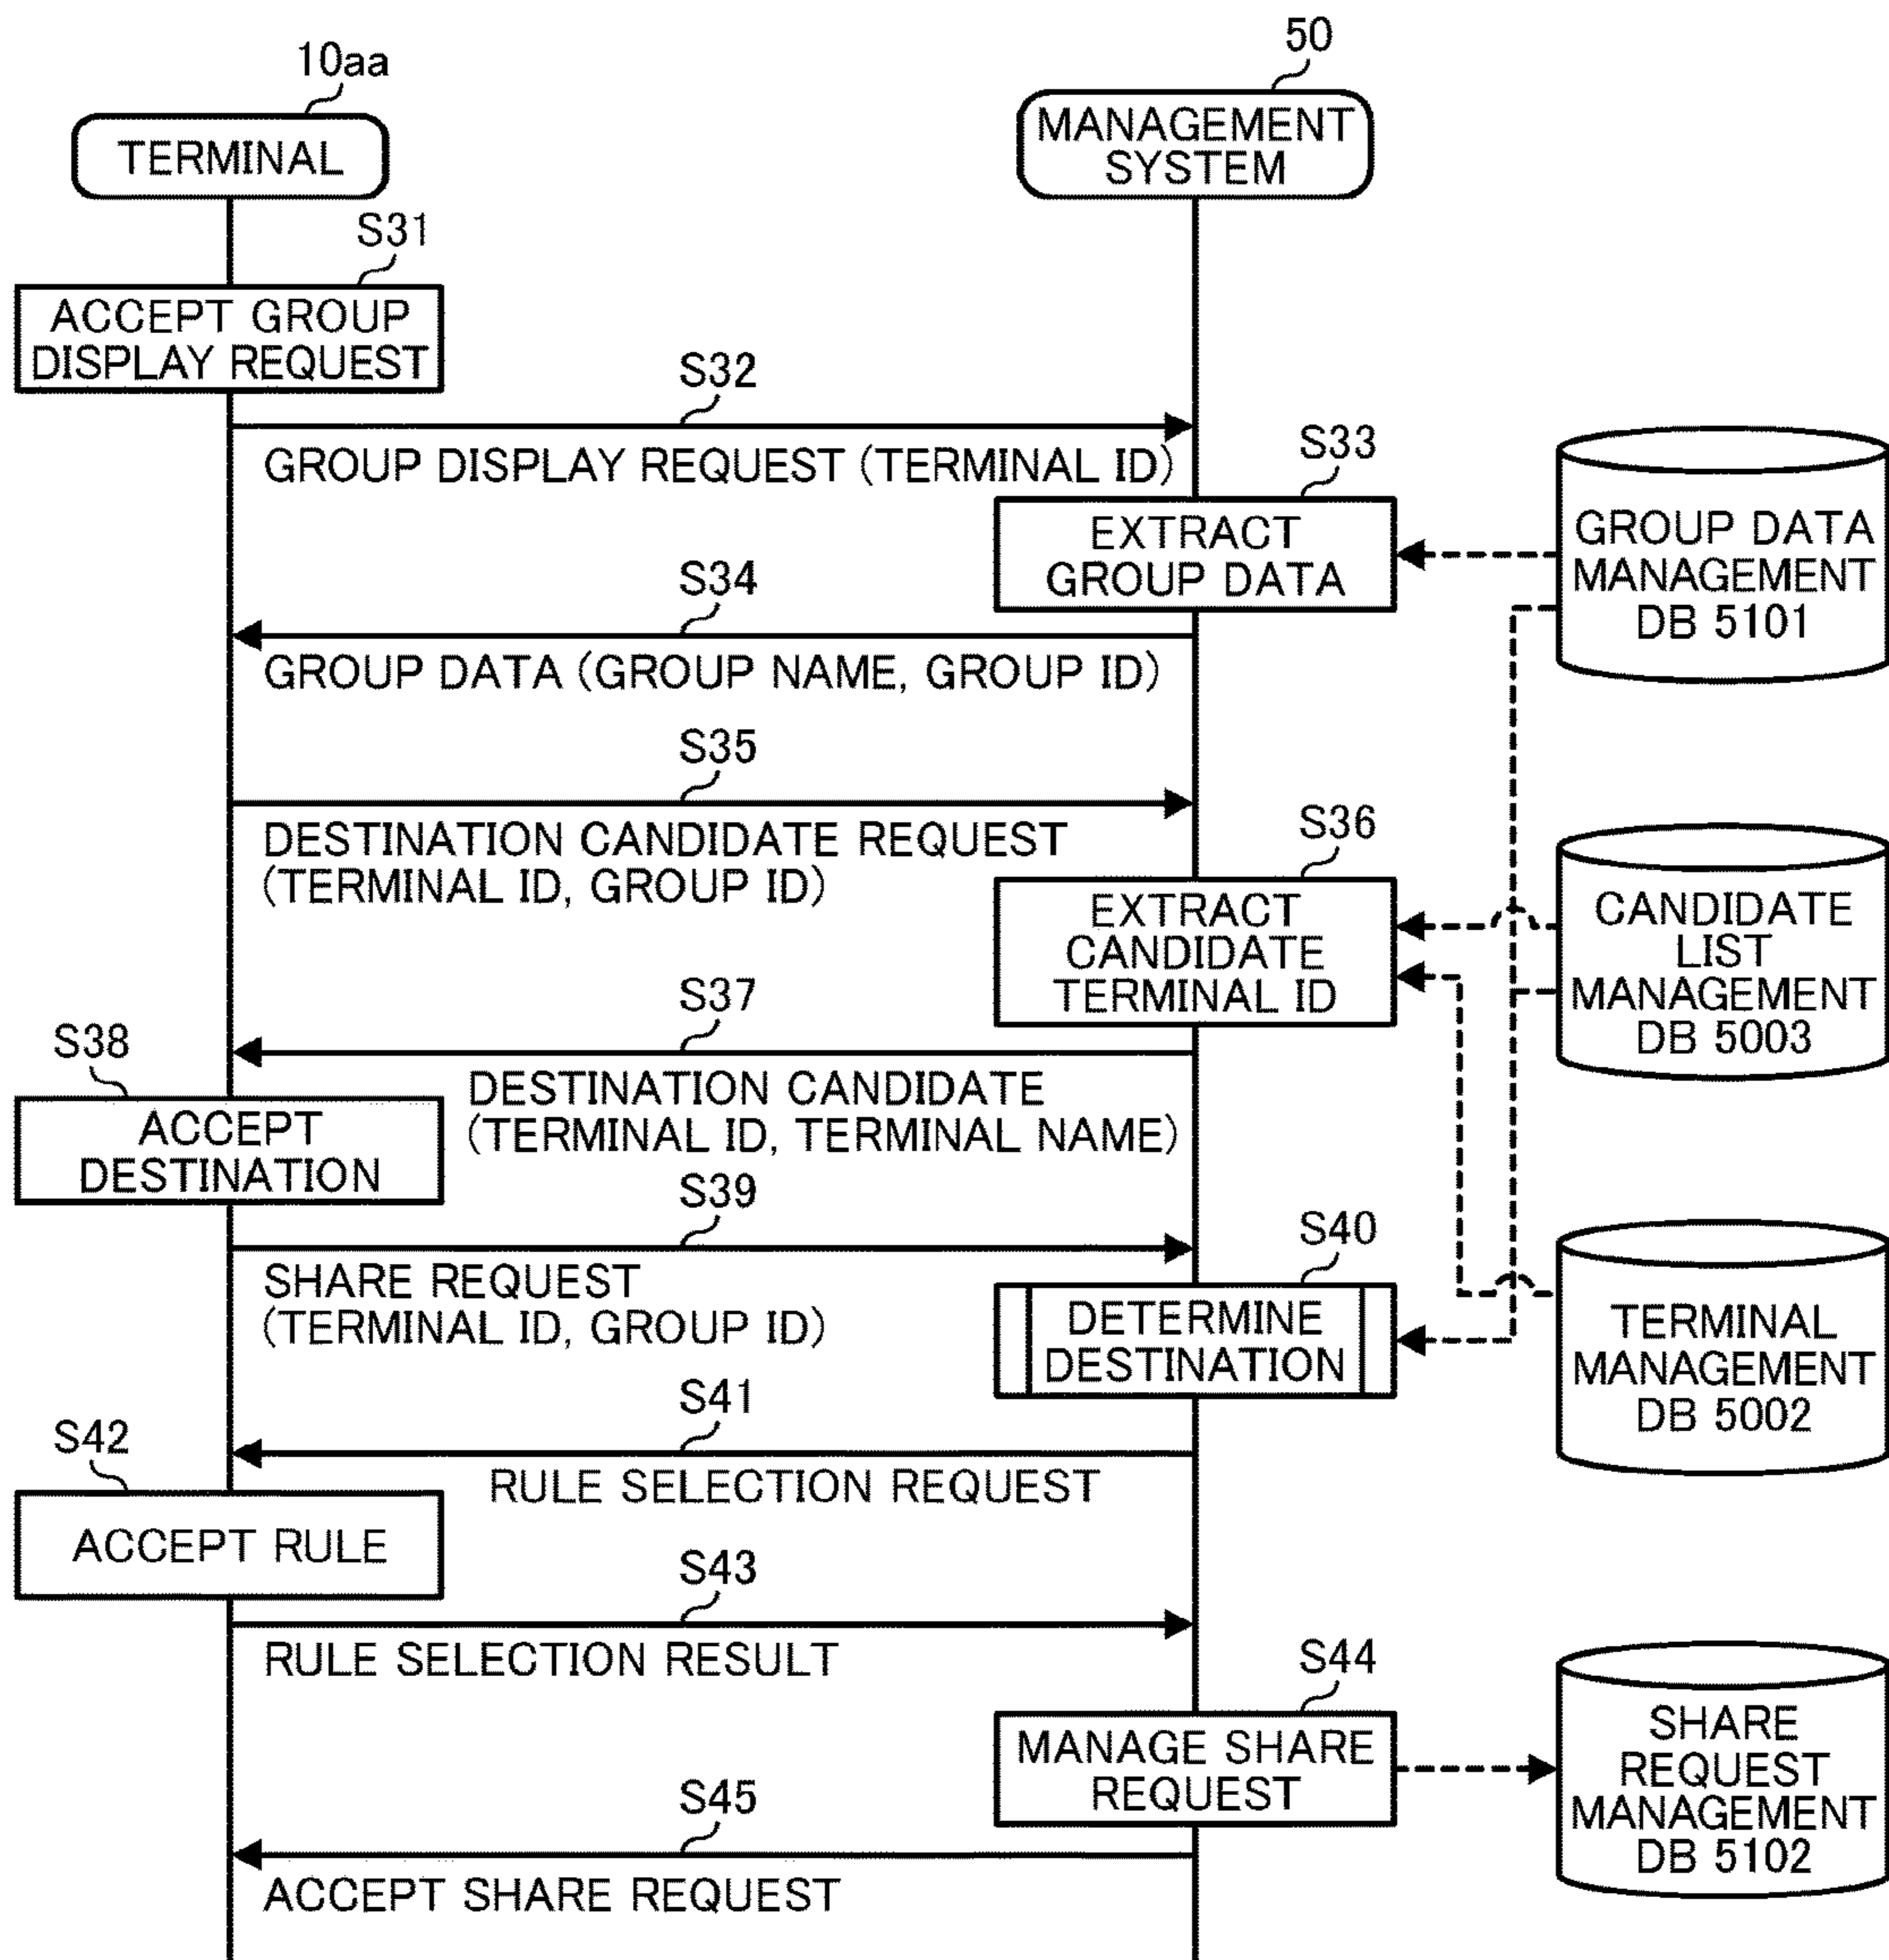 10aa
50
TERMINAL
MANAGEMENT
SYSTEM
S31
ACCEPT GROUP
DISPLAY REQUEST
S32
GROUP DISPLAY REQUEST (TERMINAL ID)
S33
EXTRACT
GROUP DATA
GROUP DATA
MANAGEMENT
DB 5101
S34
GROUP DATA (GROUP NAME, GROUP ID)
S35
DESTINATION CANDIDATE REQUEST
(TERMINAL ID, GROUP ID)
S36
EXTRACT
CANDIDATE
TERMINAL ID
CANDIDATE
LIST
MANAGEMENT
DB 5003
S37
DESTINATION CANDIDATE
(TERMINAL ID, TERMINAL NAME)
S38
ACCEPT
DESTINATION
S39
SHARE REQUEST
(TERMINAL ID, GROUP ID)
S40
DETERMINE
DESTINATION
TERMINAL
MANAGEMENT
DB 5002
S41
RULE SELECTION REQUEST
S42
ACCEPT RULE
S43
RULE SELECTION RESULT
S44
MANAGE SHARE
REQUEST
SHARE
REQUEST
MANAGEMENT
DB 5102
S45
ACCEPT SHARE REQUEST